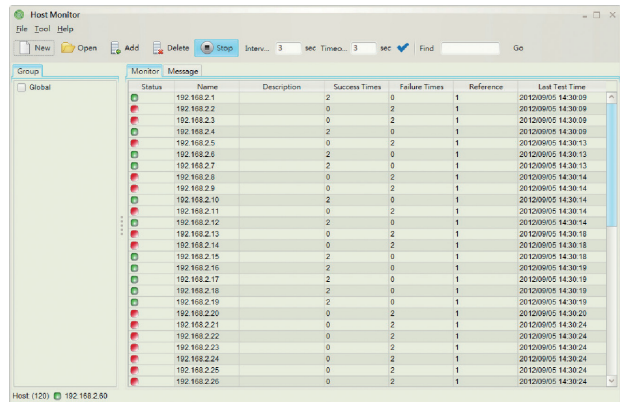 Host Monitor
File Tool Help
New Open Add Delete Stop Interv... 3 sec Timeo... 3 sec Find Go
Group Monitor Message
Global
Status Name Description Success Times Failure Times Reference Last Test Time
192.168.2.1 2 0 1 2012/09/05 14:30:09
192.168.2.2 0 2 1 2012/09/05 14:30:09
192.168.2.3 0 2 1 2012/09/05 14:30:09
192.168.2.4 2 0 1 2012/09/05 14:30:09
192.168.2.5 0 2 1 2012/09/05 14:30:13
192.168.2.6 2 0 1 2012/09/05 14:30:13
192.168.2.7 2 0 1 2012/09/05 14:30:13
192.168.2.8 0 2 1 2012/09/05 14:30:14
192.168.2.9 0 2 1 2012/09/05 14:30:14
192.168.2.10 2 0 1 2012/09/05 14:30:14
192.168.2.11 0 2 1 2012/09/05 14:30:14
192.168.2.12 2 0 1 2012/09/05 14:30:14
192.168.2.13 0 2 1 2012/09/05 14:30:18
192.168.2.14 0 2 1 2012/09/05 14:30:18
192.168.2.15 2 0 1 2012/09/05 14:30:18
192.168.2.16 2 0 1 2012/09/05 14:30:19
192.168.2.17 2 0 1 2012/09/05 14:30:19
192.168.2.18 2 0 1 2012/09/05 14:30:19
192.168.2.19 2 0 1 2012/09/05 14:30:19
192.168.2.20 0 2 1 2012/09/05 14:30:20
192.168.2.21 0 2 1 2012/09/05 14:30:24
192.168.2.22 0 2 1 2012/09/05 14:30:24
192.168.2.23 0 2 1 2012/09/05 14:30:24
192.168.2.24 0 2 1 2012/09/05 14:30:24
192.168.2.25 0 2 1 2012/09/05 14:30:24
192.168.2.26 0 2 1 2012/09/05 14:30:24
Host (120) 192.168.2.60